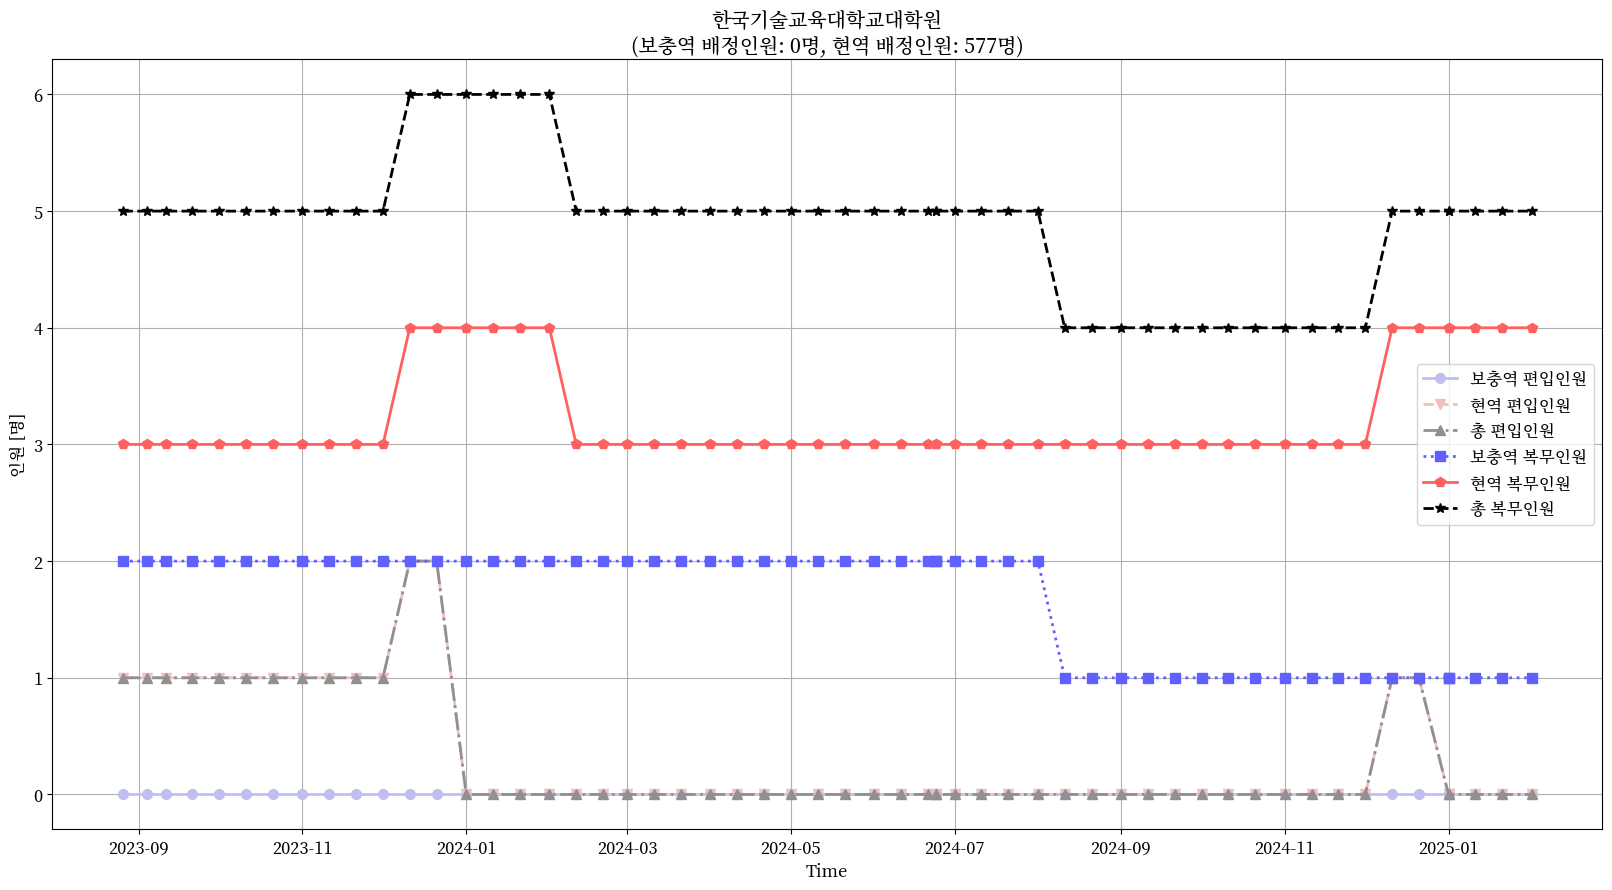 한국기술교육대학교대학원
(보충역 배정인원: 0명, 현역 배정인원: 577명)
인원 [명]
6
5
4
3
2
1
0
보충역 편입인원
현역 편입인원
총 편입인원
보충역 복무인원
현역 복무인원
총 복무인원
2023-09
2023-11
2024-01
2024-03
2024-05
2024-07
2024-09
2024-11
2025-01
Time